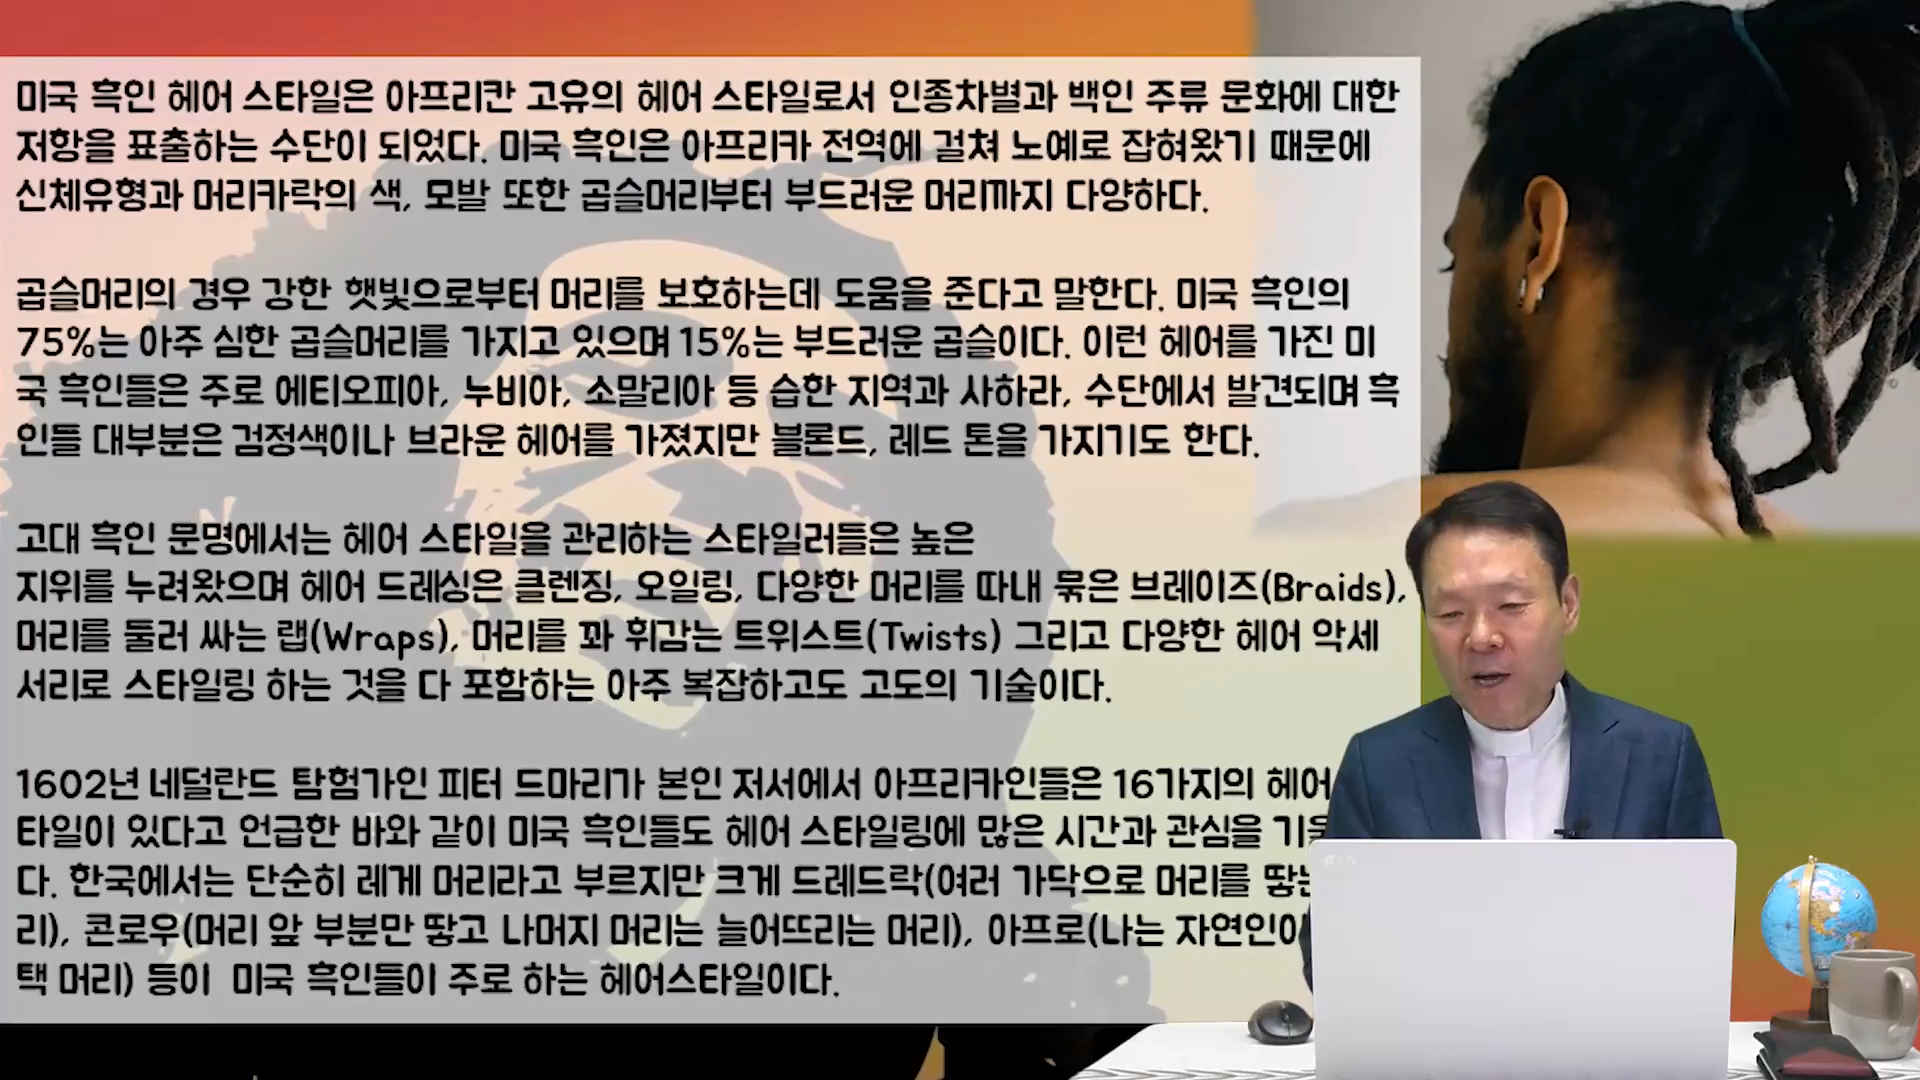 미국 흑인 헤어 스타일은 아프리칸 고유의 헤어 스타일로서 인종차별과 백인 주류 문화에 대한
저항을 표출하는 수단이 되었다. 미국 흑인은 아프리카 전역에 걸쳐 노예로 잡혀왔기 때문에
신체유형과 머리카락의 색, 모발 또한 곱슬머리부터 부드러운 머리까지 다양하다.
곱슬머리의 경우 강한 햇빛으로부터 머리를 보호하는데 도움을 준다고 말한다. 미국 흑인의
75%는 아주 심한 곱슬머리를 가지고 있으며 15%는 부드러운 곱슬이다. 이런 헤어를 가진 미
국 흑인들은 주로 에티오피아, 누비아, 소말리아 등 습한 지역과 사하라, 수단에서 발견되며 흑
인들 대부분은 검정색이나 브라운 헤어를 가졌지만 블론드, 레드 톤을 가지기도 한다.
고대 흑인 문명에서는 헤어 스타일을 관리하는 스타일러들은 높은
지위를 누려왔으며 헤어 드레싱은 클렌징, 오일링, 다양한 머리를 따내 묶은 브레이즈(Braids),
머리를 둘러 싸는 랩(Wraps), 머리를 꽈 휘감는 트위스트(Twists) 그리고 다양한 헤어 악세
서리로 스타일링 하는 것을 다 포함하는 아주 복잡하고도 고도의 기술이다.
1602년 네덜란드 탐험가인 피터 드마리가 본인 저서에서 아프리카인들은 16가지의 헤어
타일이 있다고 언급한 바와 같이 미국 흑인들도 헤어 스타일링에 많은 시간과 관심을
다. 한국에서는 단순히 레게 머리라고 부르지만 크게 드레드락(여러 가닥으로 머리를
리), 콘로우(머리 앞 부분만 땋고 나머지 머리는 늘어뜨리는 머리), 아프로(나는
택 머리) 등이 미국 흑인들이 주로 하는 헤어스타일이다.